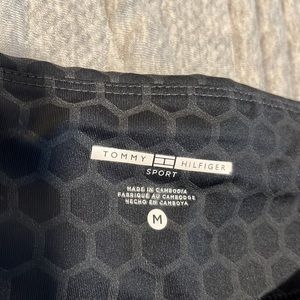 TOMMY HILFIGER
SPORT
MADE IN CAMBODIA
FABRIQUÉ AU CAMBODGE
HECHO EN CAMBOYA
M